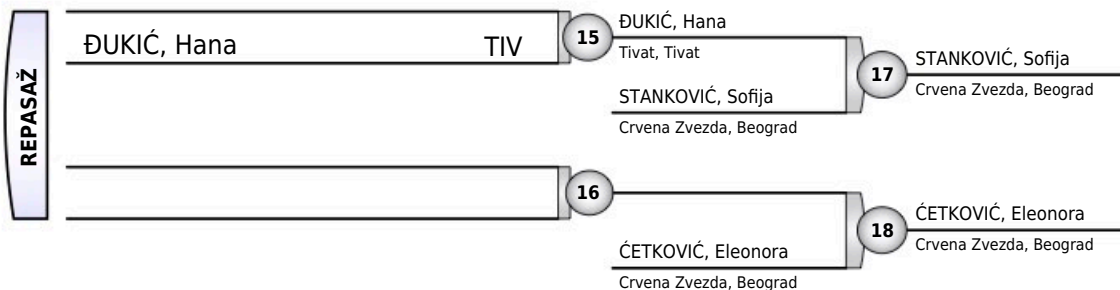 REPASAŽ
ĐUKIĆ, Hana TIV
15
ĐUKIĆ, Hana
Tivat, Tivat
STANKOVIĆ, Sofija
Crvena Zvezda, Beograd
17
STANKOVIĆ, Sofija
Crvena Zvezda, Beograd
16
ĆETKOVIĆ, Eleonora
Crvena Zvezda, Beograd
18
ĆETKOVIĆ, Eleonora
Crvena Zvezda, Beograd